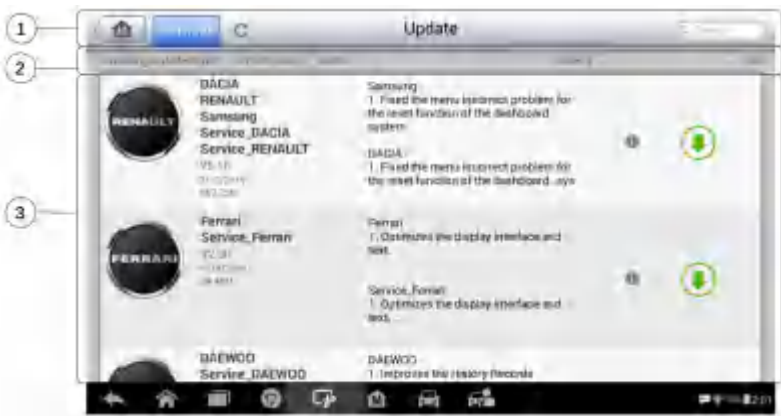 1
Update
2
3
RENAULT
DACIA
RENAULT
Samsung
Service_DACIA
Service_RENAULT
Samsung
1. Fixed the menu incorrect problem for
the reset function of the dashboard
system
DACIA
1. Fixed the menu incorrect problem for
the reset function of the dashboard
FERRARI
Ferrari
Service_Ferrari
Ferrari
1. Optimizes the display interface and
text.
Service_Ferrari
1. Optimizes the display interface and
text.
DAEWOO
Service_DAEWOO
DAEWOO
1. Improves the History Records